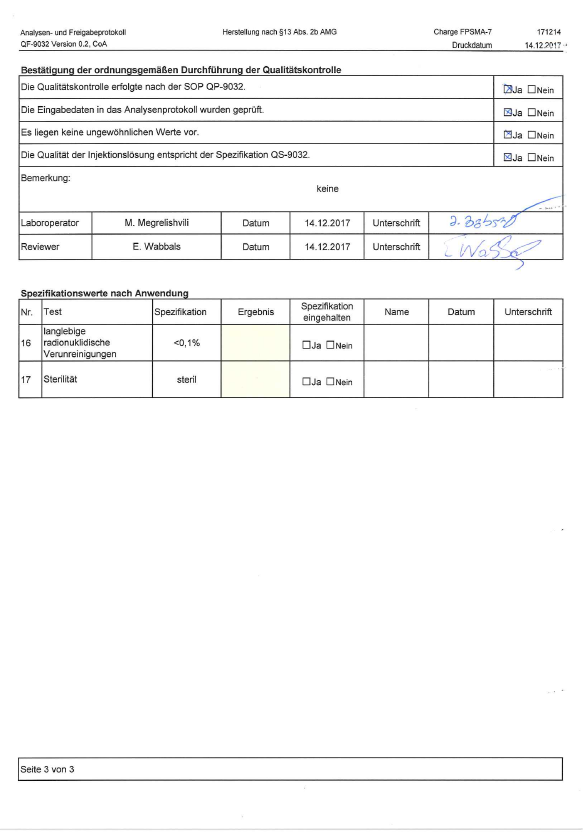 Analysen- und Freigabeprotokoll Herstellung nach §13 Abs. 2b AMG Charge FPSMA-7 171214
QF-9032 Version 0.2, CoA Druckdatum 14.12.2017
Bestätigung der ordnungsgemäßen Durchführung der Qualitätskontrolle
Die Qualitätskontrolle erfolgte nach der SOP QP-9032. ☒Ja ☐Nein
Die Eingabedaten in das Analysenprotokoll wurden geprüft. ☒Ja ☐Nein
Es liegen keine ungewöhnlichen Werte vor. ☒Ja ☐Nein
Die Qualität der Injektionslösung entspricht der Spezifikation QS-9032. ☒Ja ☐Nein
Bemerkung:
keine
Laboroperator M. Megrelishvili Datum 14.12.2017 Unterschrift
Reviewer E. Wabbals Datum 14.12.2017 Unterschrift
Spezifikationswerte nach Anwendung
Nr. Test Spezifikation Ergebnis Spezifikation eingehalten Name Datum Unterschrift
16 langlebige radionuklidische Verunreinigungen <0,1% ☐Ja ☐Nein
17 Sterilität steril ☐Ja ☐Nein
Seite 3 von 3